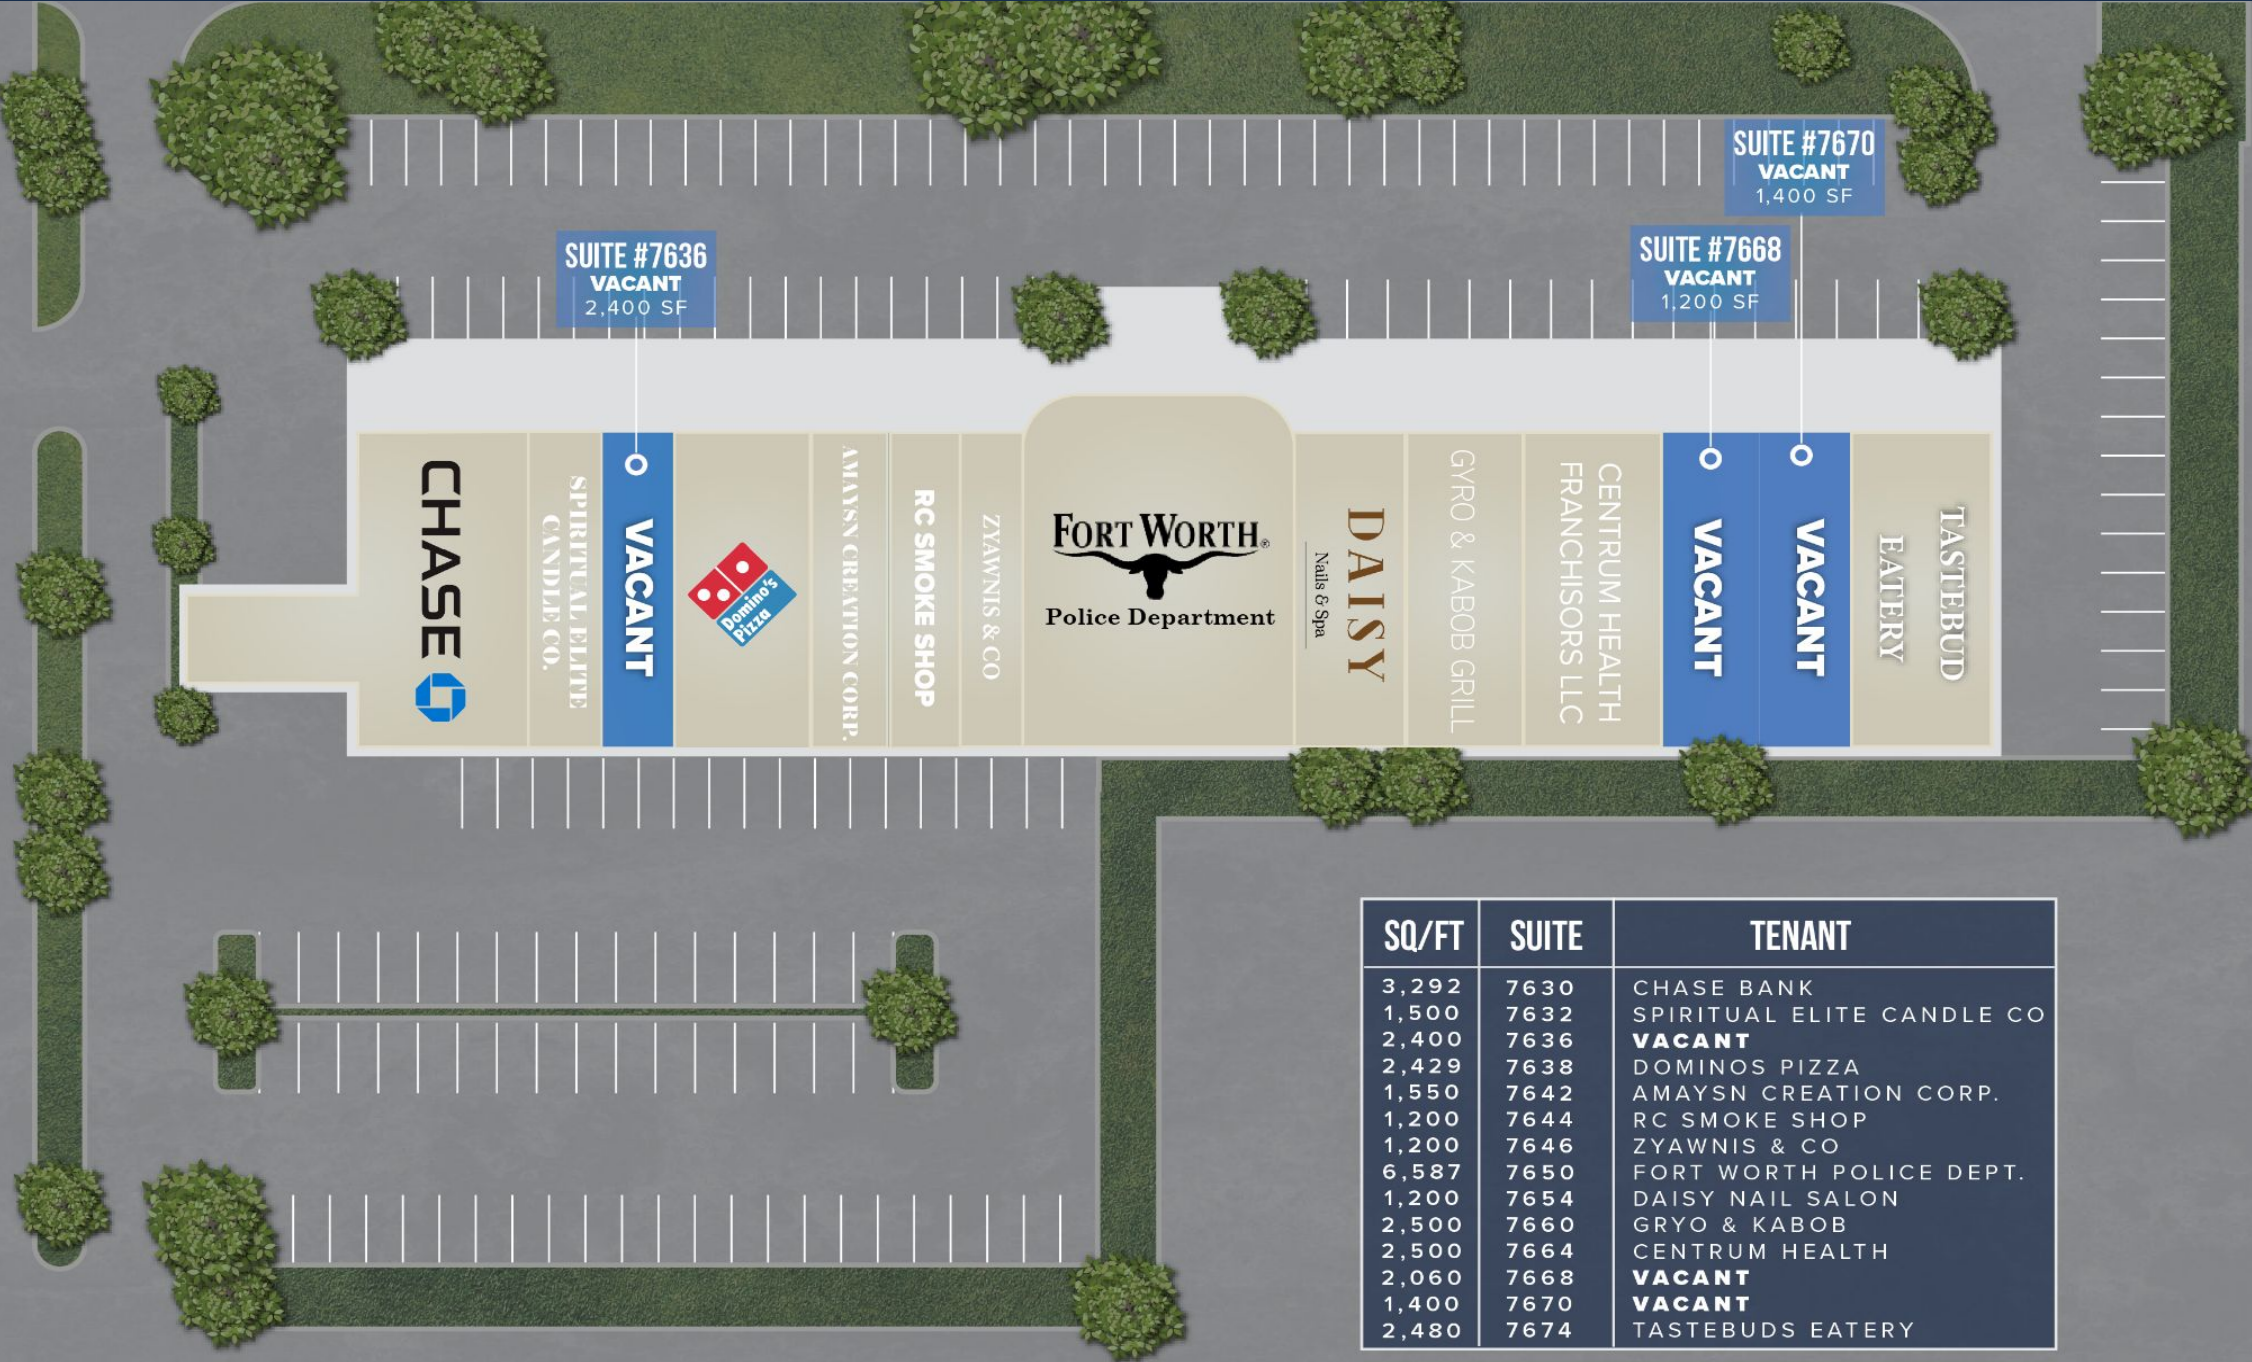 SUITE #7670
VACANT
1,400 SF
SUITE #7636
VACANT
2,400 SF
SUITE #7668
VACANT
1,200 SF
CHASE
SPIRITUAL ELITE
CANDLE CO.
VACANT
Domino's
Pizza
AMAYSN CREATION CORP.
RC SMOKE SHOP
ZYAWNIS & CO
FORT WORTH®
Police Department
DAISY
Nails & Spa
GYRO & KABOB GRILL
CENTRUM HEALTH
FRANCHISORS LLC
VACANT
VACANT
TASTEBUD
EATERY
SQ/FT SUITE TENANT
3,292 7630 CHASE BANK
1,500 7632 SPIRITUAL ELITE CANDLE CO
2,400 7636 VACANT
2,429 7638 DOMINOS PIZZA
1,550 7642 AMAYSN CREATION CORP.
1,200 7644 RC SMOKE SHOP
1,200 7646 ZYAWNIS & CO
6,587 7650 FORT WORTH POLICE DEPT.
1,200 7654 DAISY NAIL SALON
2,500 7660 GRYO & KABOB
2,500 7664 CENTRUM HEALTH
2,060 7668 VACANT
1,400 7670 VACANT
2,480 7674 TASTEBUDS EATERY